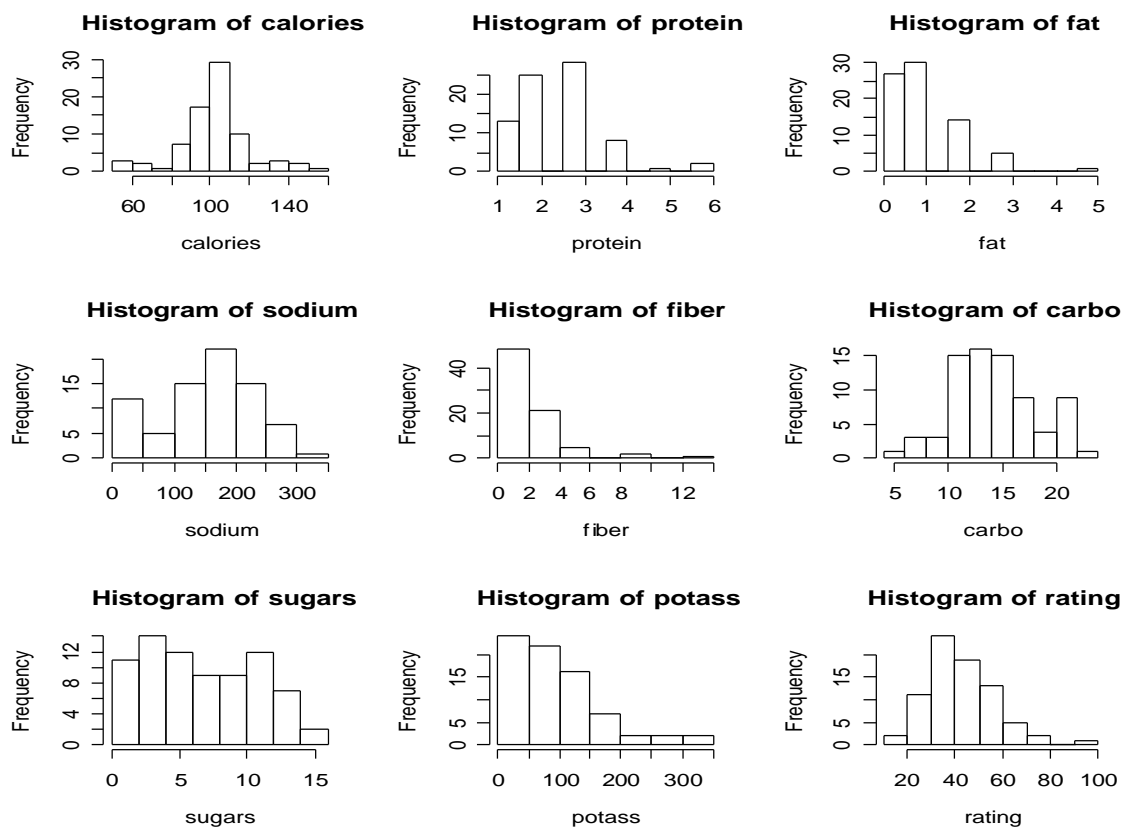 Histogram of calories
Frequency
0 10 20 30
60 100 140
calories
Histogram of protein
Frequency
0 10 20
1 2 3 4 5 6
protein
Histogram of fat
Frequency
0 10 20 30
0 1 2 3 4 5
fat
Histogram of sodium
Frequency
0 5 15
0 100 200 300
sodium
Histogram of fiber
Frequency
0 20 40
0 2 4 6 8 12
fiber
Histogram of carbo
Frequency
0 5 10 15
5 10 15 20
carbo
Histogram of sugars
Frequency
0 4 8 12
0 5 10 15
sugars
Histogram of potass
Frequency
0 5 15
0 100 200 300
potass
Histogram of rating
Frequency
0 5 15
20 40 60 80 100
rating